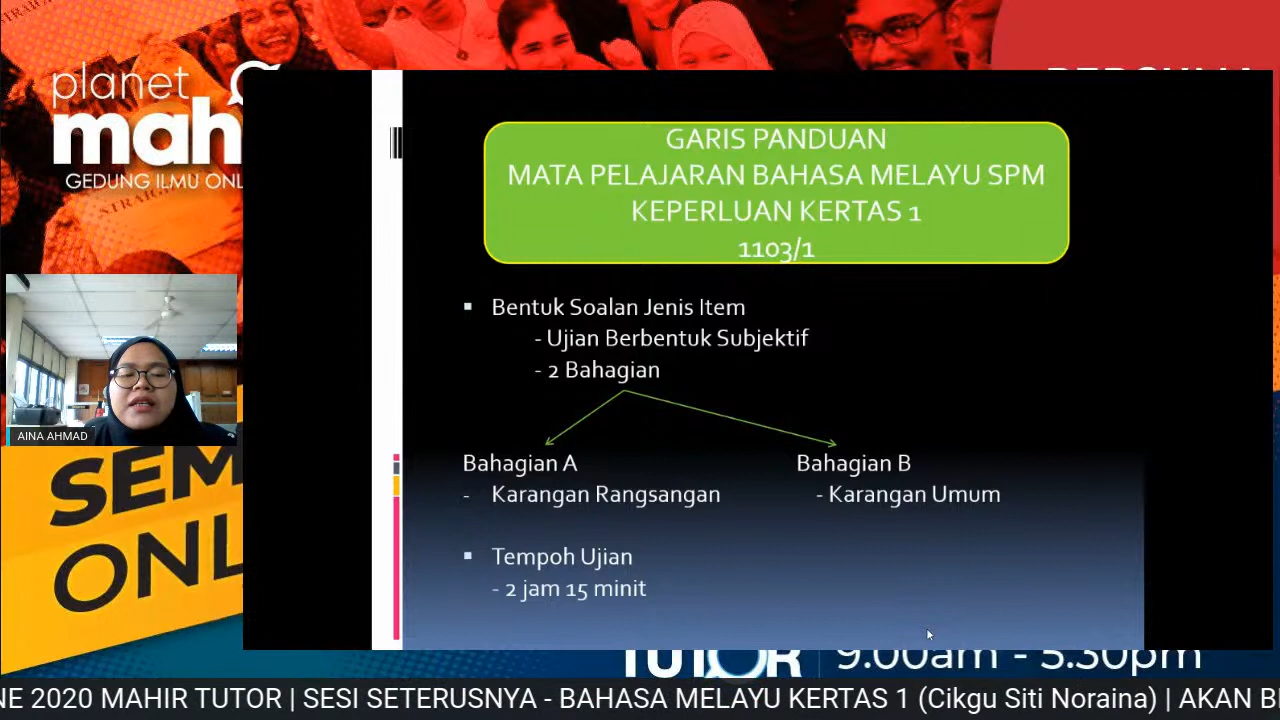 planet
mah
GEDUNG ILMU ONL
GARIS PANDUAN
MATA PELAJARAN BAHASA MELAYU SPM
KEPERLUAN KERTAS 1
1103/1
▪ Bentuk Soalan Jenis Item
- Ujian Berbentuk Subjektif
- 2 Bahagian
Bahagian A
- Karangan Rangsangan
Bahagian B
- Karangan Umum
▪ Tempoh Ujian
- 2 jam 15 minit
AINA AHMAD
SEM
ONL
TUTOR
9.00am - 5.30pm
NE 2020 MAHIR TUTOR | SESI SETERUSNYA - BAHASA MELAYU KERTAS 1 (Cikgu Siti Noraina) | AKAN B